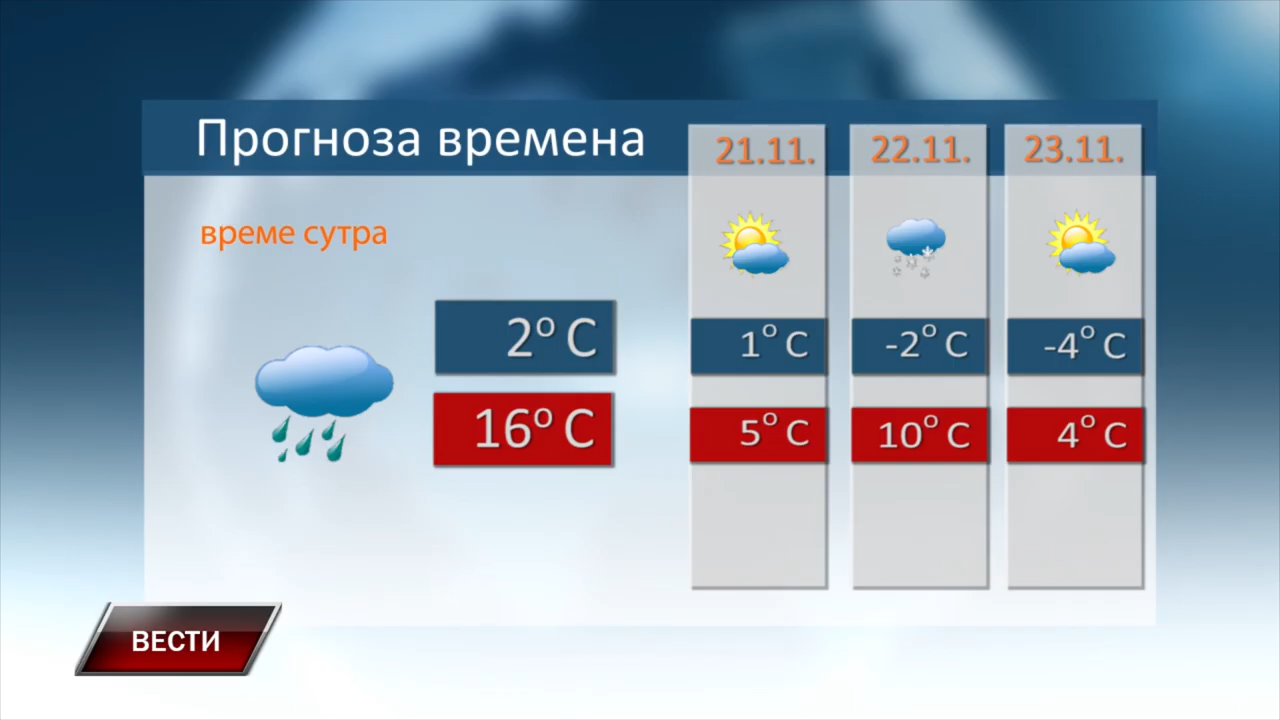 Прогноза времена
време сутра
2° C
16° C
21.11.
1° C
5° C
22.11.
-2° C
10° C
23.11.
-4° C
4° C
ВЕСТИ